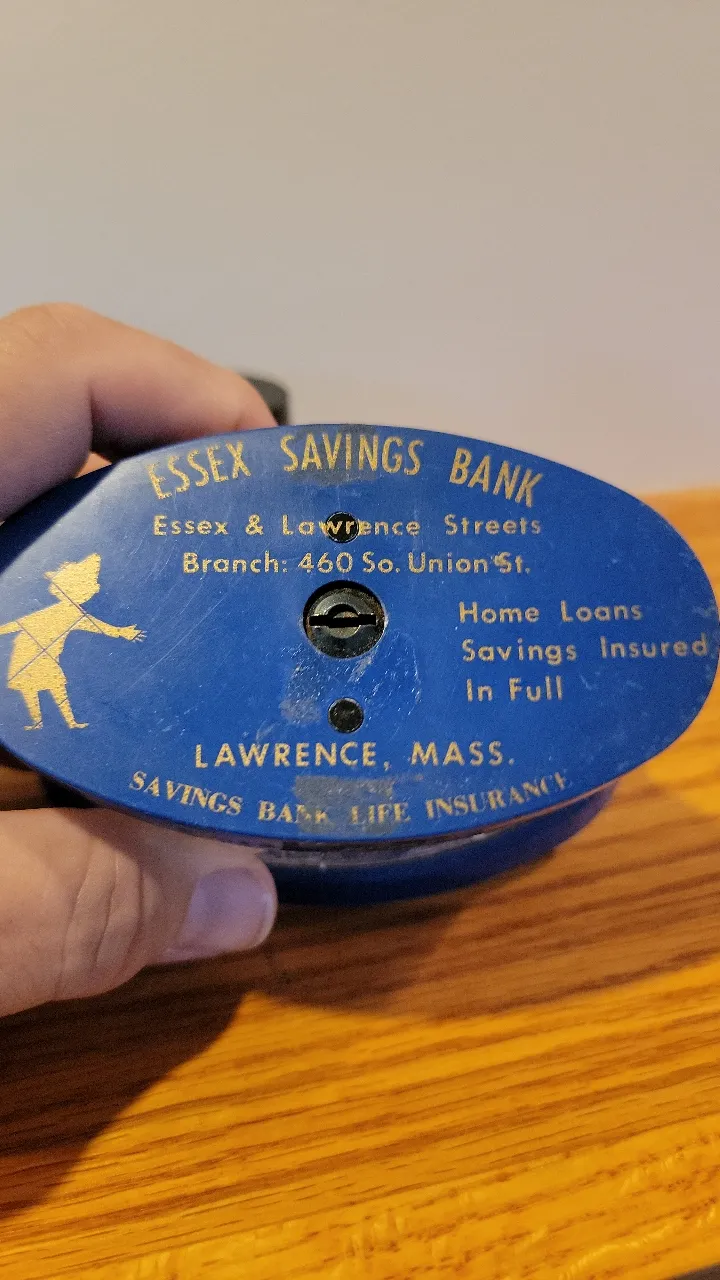 ESSEX SAVINGS BANK
Essex & Lawrence Streets
Branch: 460 So. Union St.
Home Loans
Savings Insured
In Full
LAWRENCE, MASS.
SAVINGS BANK LIFE INSURANCE